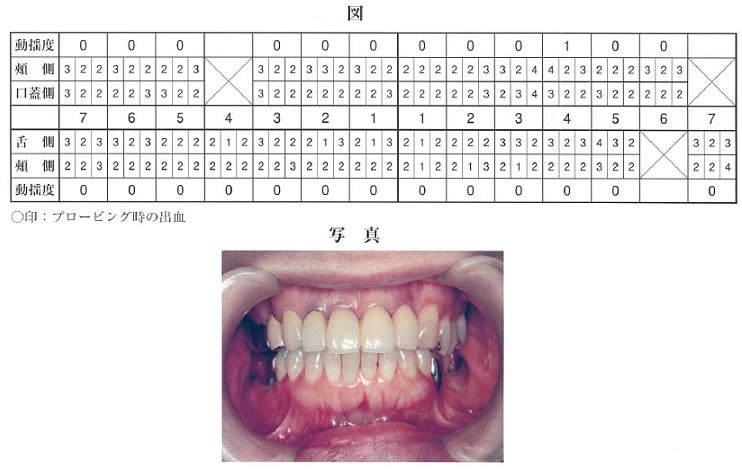 図
動揺度 0 0 0 0 0 0 0 0 0 1 0 0
頬側 3 2 2 3 2 2 2 2 3 3 2 2 3 3 2 3 2 2 2 2 2 2 2 3 3 2 4 4 2 3 2 2 2 3 2 3
口蓋側 3 2 2 2 2 3 3 2 2 3 2 2 2 2 2 3 2 2 2 2 2 2 2 3 2 3 4 3 2 3 3 2 2 2 2 2
7 6 5 4 3 2 1 1 2 3 4 5 6 7
舌側 3 2 3 3 2 3 2 2 2 2 1 2 3 2 2 2 1 3 2 1 3 2 1 2 2 2 2 3 3 2 3 2 3 4 3 2 3 2 3
頬側 2 2 3 2 2 2 2 2 2 2 2 2 2 2 2 2 2 2 2 2 2 2 1 2 2 1 2 2 1 2 2 2 2 3 2 2 2 2 4
動揺度 0 0 0 0 0 0 0 0 0 0 0 0 0
○印：プロービング時の出血
写 真